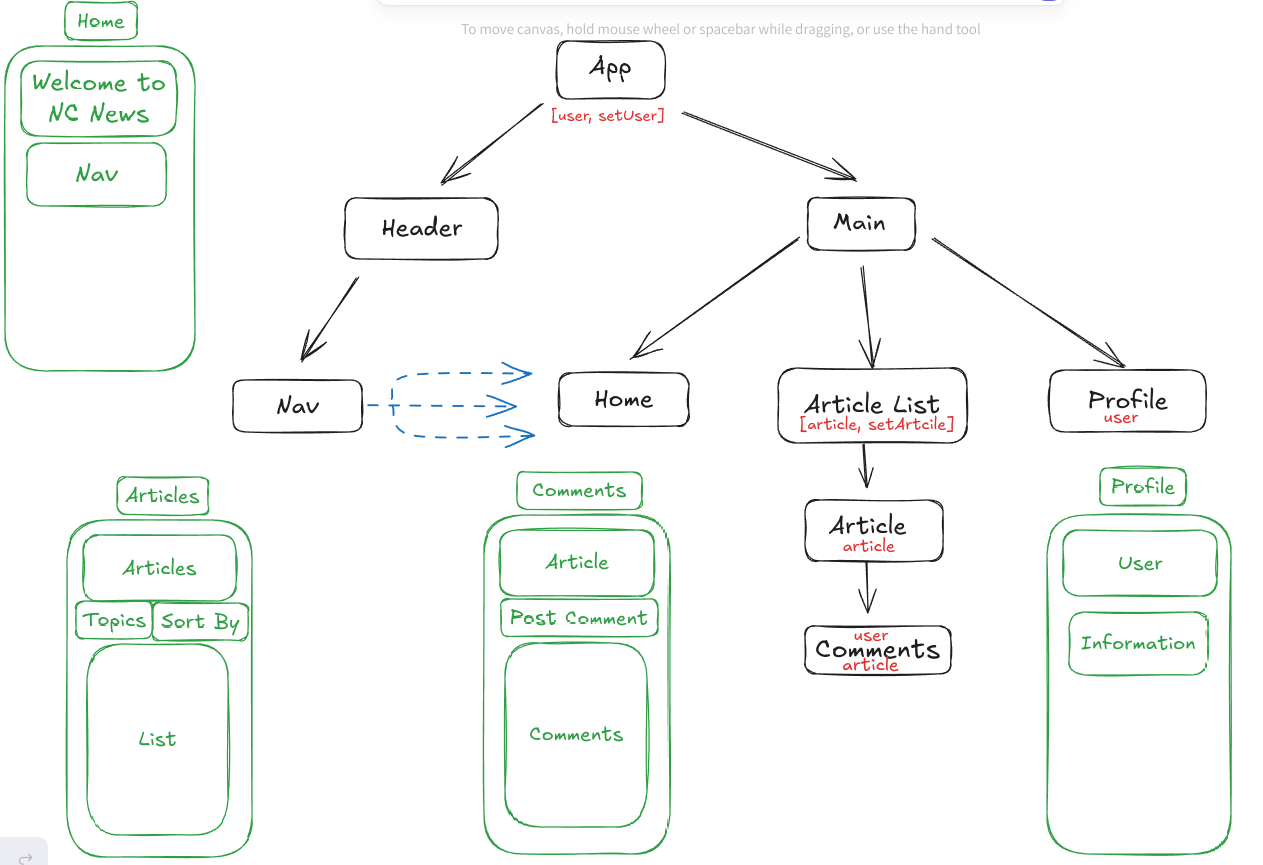 Home
To move canvas, hold mouse wheel or spacebar while dragging, or use the hand tool
App
[user, setUser]
Welcome to
NC News
Nav
Header
Main
Nav
Home
Article List
[article, setArtcile]
Profile
user
Articles
Articles
Topics
Sort By
List
Comments
Article
Post Comment
Comments
Article
article
user
Comments
article
Profile
User
Information